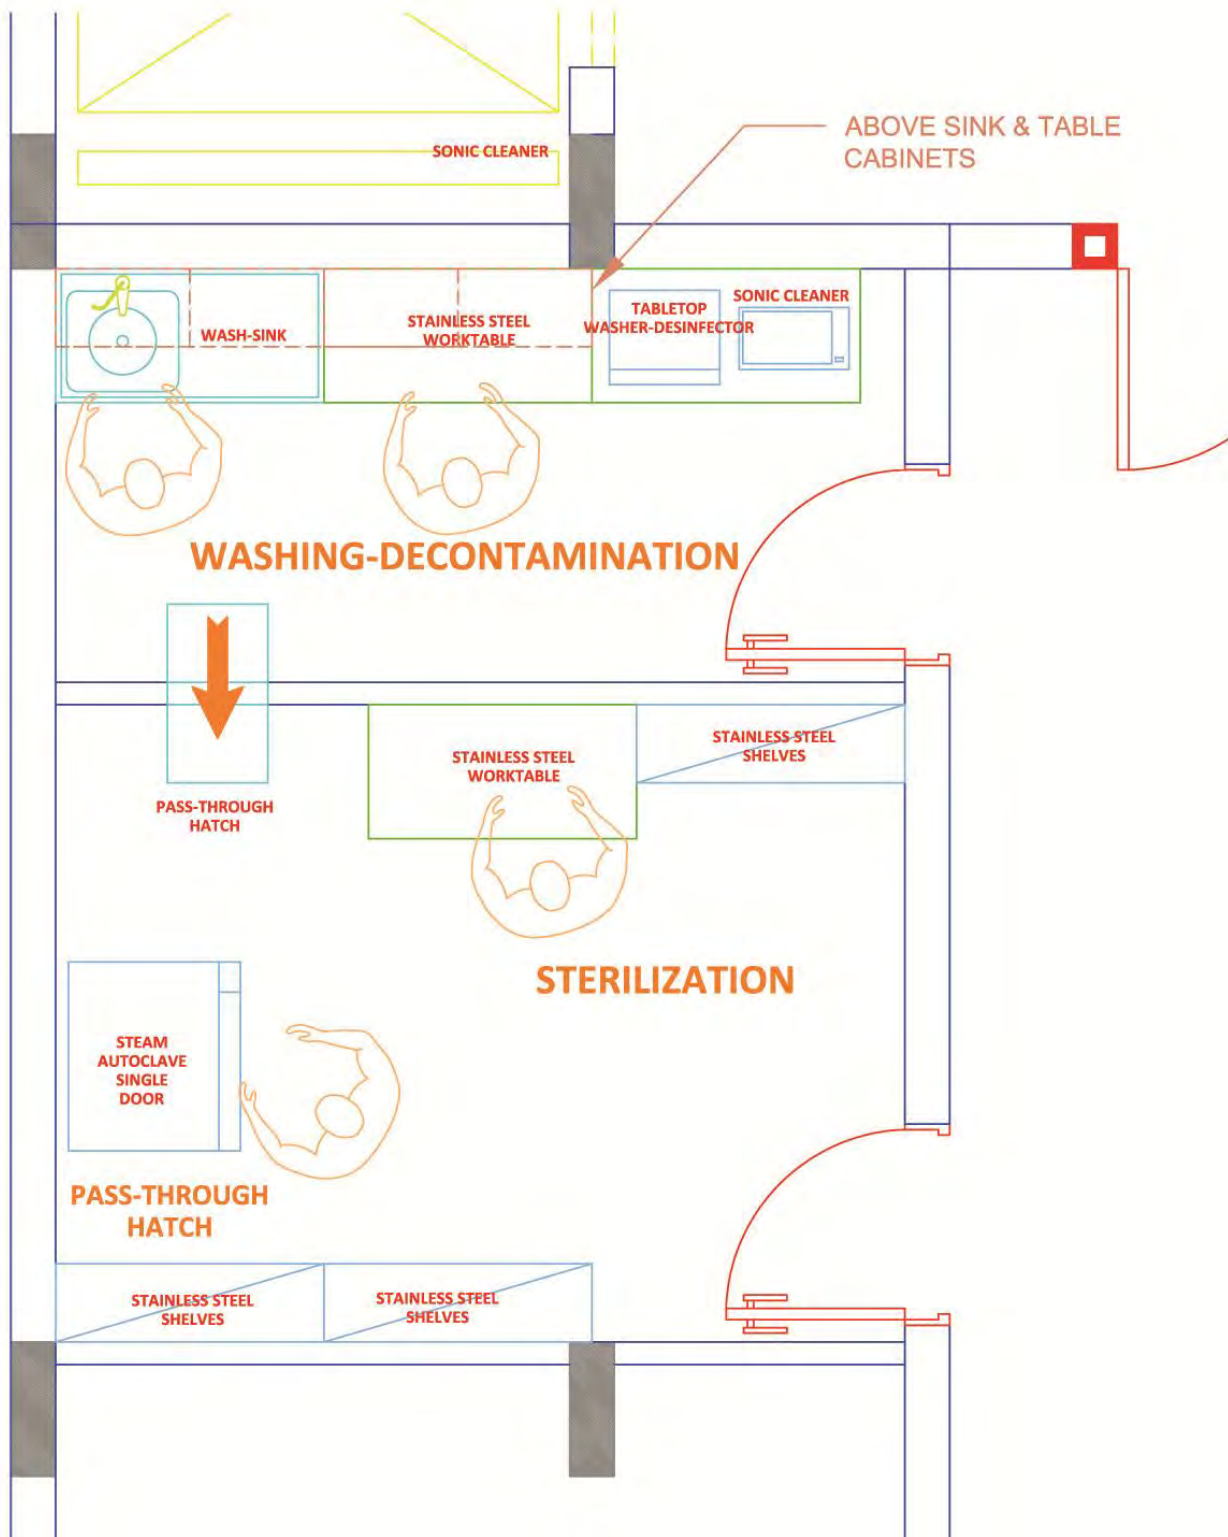 ABOVE SINK & TABLE
CABINETS
SONIC CLEANER
WASH-SINK
STAINLESS STEEL
WORKTABLE
TABLETOP
WASHER-DESINFECTOR
SONIC CLEANER
WASHING-DECONTAMINATION
PASS-THROUGH
HATCH
STAINLESS STEEL
WORKTABLE
STAINLESS STEEL
SHELVES
STERILIZATION
STEAM
AUTOCLAVE
SINGLE
DOOR
PASS-THROUGH
HATCH
STAINLESS STEEL
SHELVES
STAINLESS STEEL
SHELVES